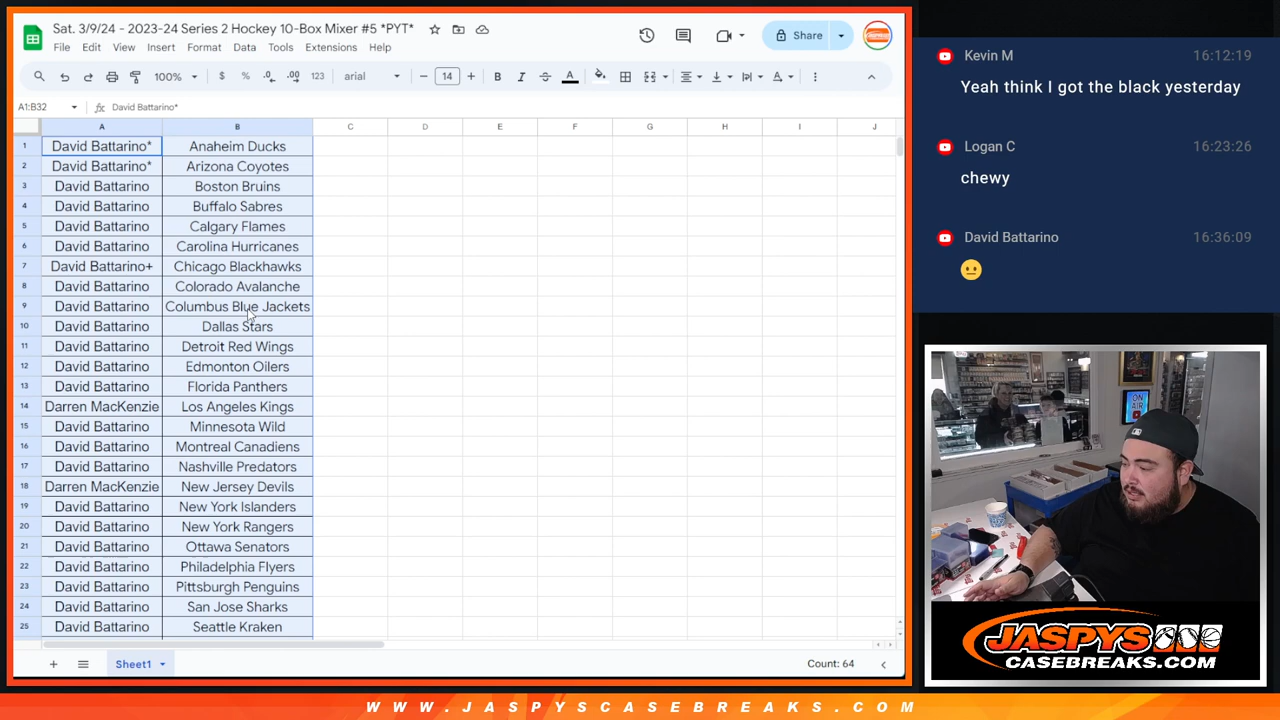 Sat. 3/9/24 - 2023-24 Series 2 Hockey 10-Box Mixer #5 *PYT*
File Edit View Insert Format Data Tools Extensions Help
Share
100% $ % .0 .00 123 arial 14 B I A
A1:B32 fx David Battarino*
A B C D E F G H I J
1 David Battarino* Anaheim Ducks
2 David Battarino* Arizona Coyotes
3 David Battarino Boston Bruins
4 David Battarino Buffalo Sabres
5 David Battarino Calgary Flames
6 David Battarino Carolina Hurricanes
7 David Battarino+ Chicago Blackhawks
8 David Battarino Colorado Avalanche
9 David Battarino Columbus Blue Jackets
10 David Battarino Dallas Stars
11 David Battarino Detroit Red Wings
12 David Battarino Edmonton Oilers
13 David Battarino Florida Panthers
14 Darren MacKenzie Los Angeles Kings
15 David Battarino Minnesota Wild
16 David Battarino Montreal Canadiens
17 David Battarino Nashville Predators
18 Darren MacKenzie New Jersey Devils
19 David Battarino New York Islanders
20 David Battarino New York Rangers
21 David Battarino Ottawa Senators
22 David Battarino Philadelphia Flyers
23 David Battarino Pittsburgh Penguins
24 David Battarino San Jose Sharks
25 David Battarino Seattle Kraken
Sheet1
Count: 64
Kevin M 16:12:19
Yeah think I got the black yesterday
Logan C 16:23:26
chewy
David Battarino 16:36:09
ON AIR
JASPYS
CASEBREAKS.COM
WWW.JASPYSCASEBREAKS.COM